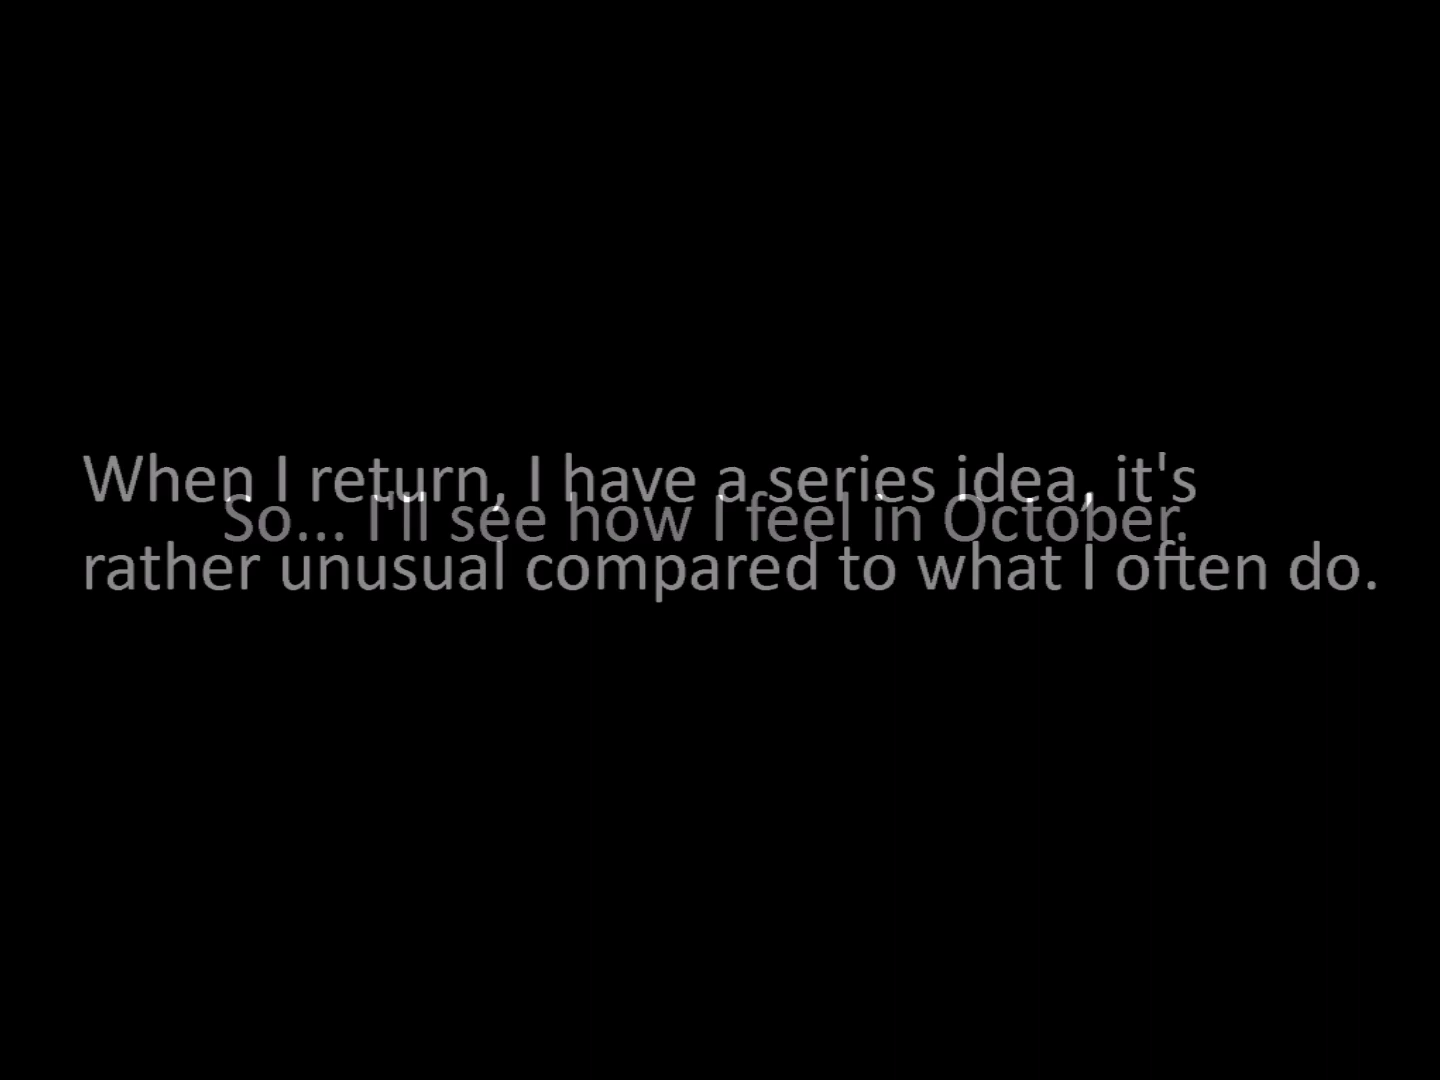 When I return, I have a series idea, it's
So... I'll see how I feel in October.
rather unusual compared to what I often do.